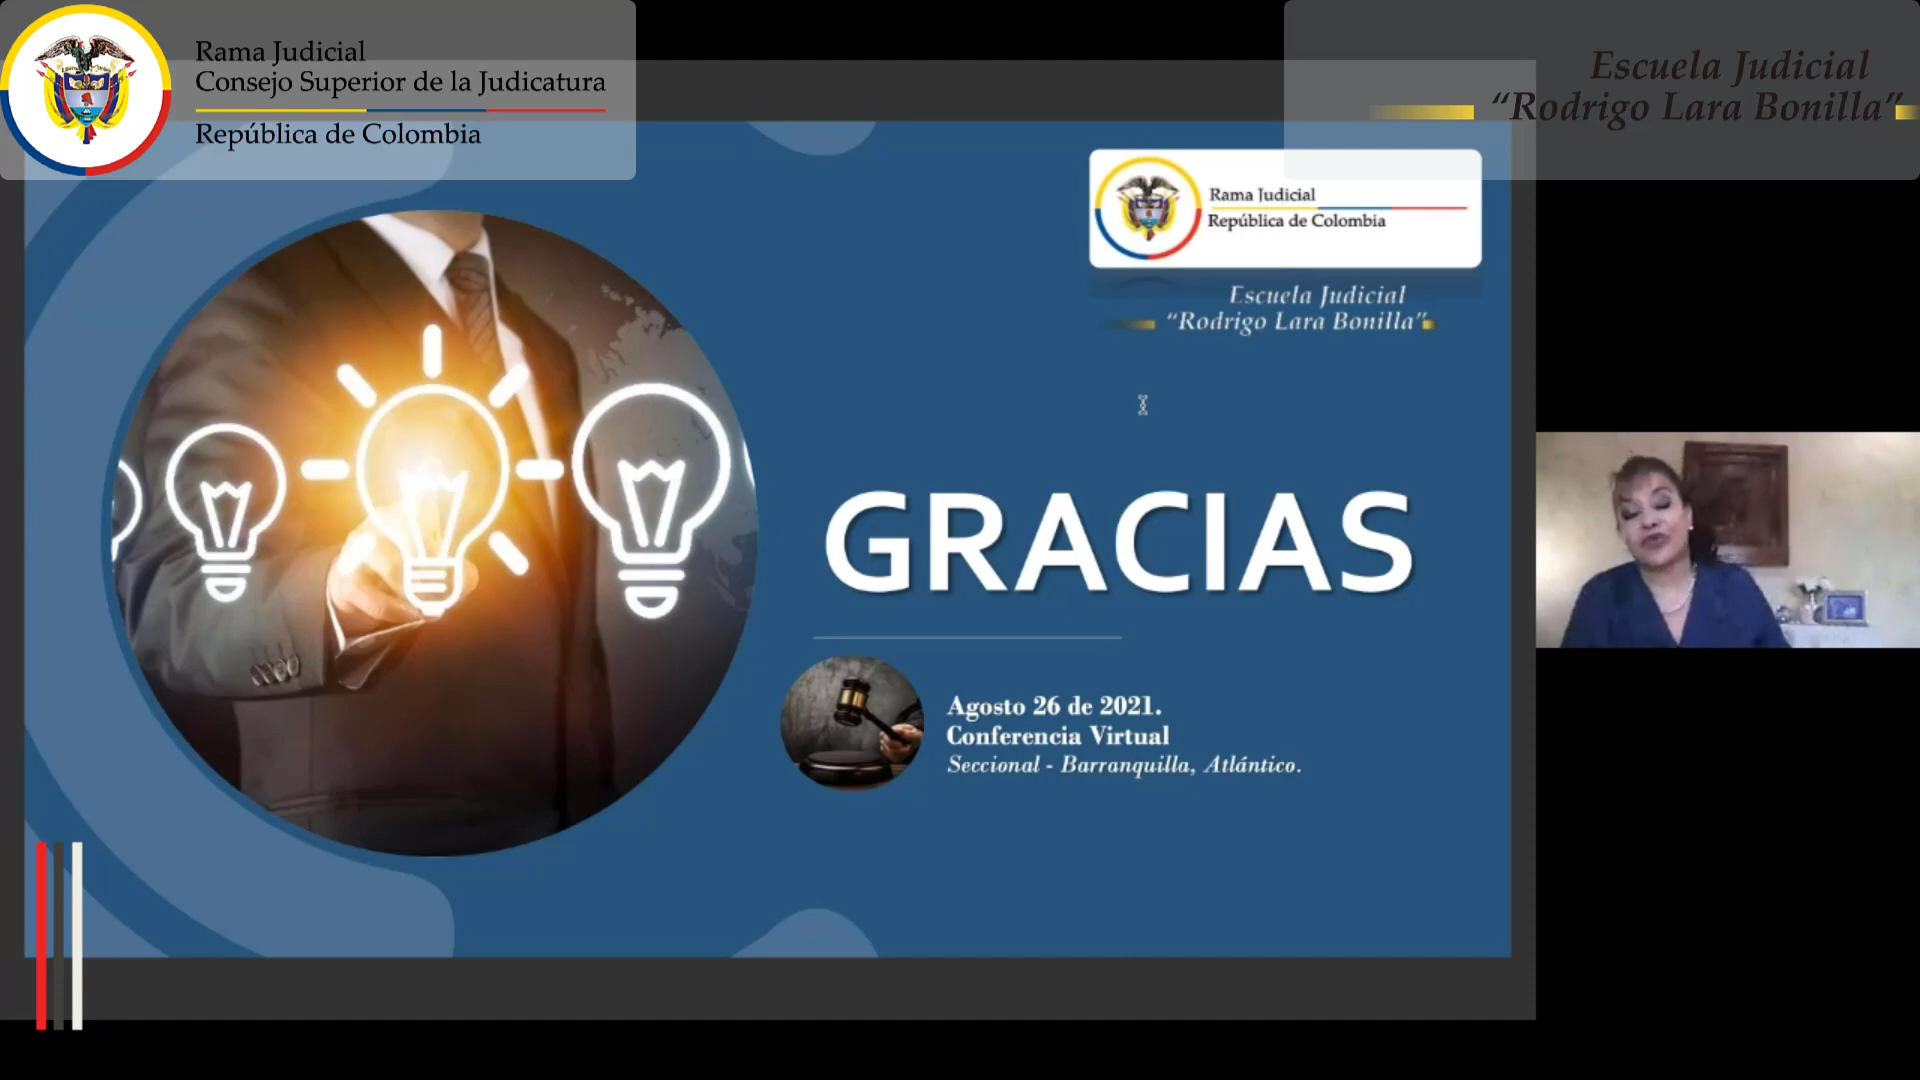 Rama Judicial
Consejo Superior de la Judicatura
República de Colombia
Escuela Judicial
“Rodrigo Lara Bonilla”
Rama Judicial
República de Colombia
Escuela Judicial
“Rodrigo Lara Bonilla”
GRACIAS
Agosto 26 de 2021.
Conferencia Virtual
Seccional - Barranquilla, Atlántico.